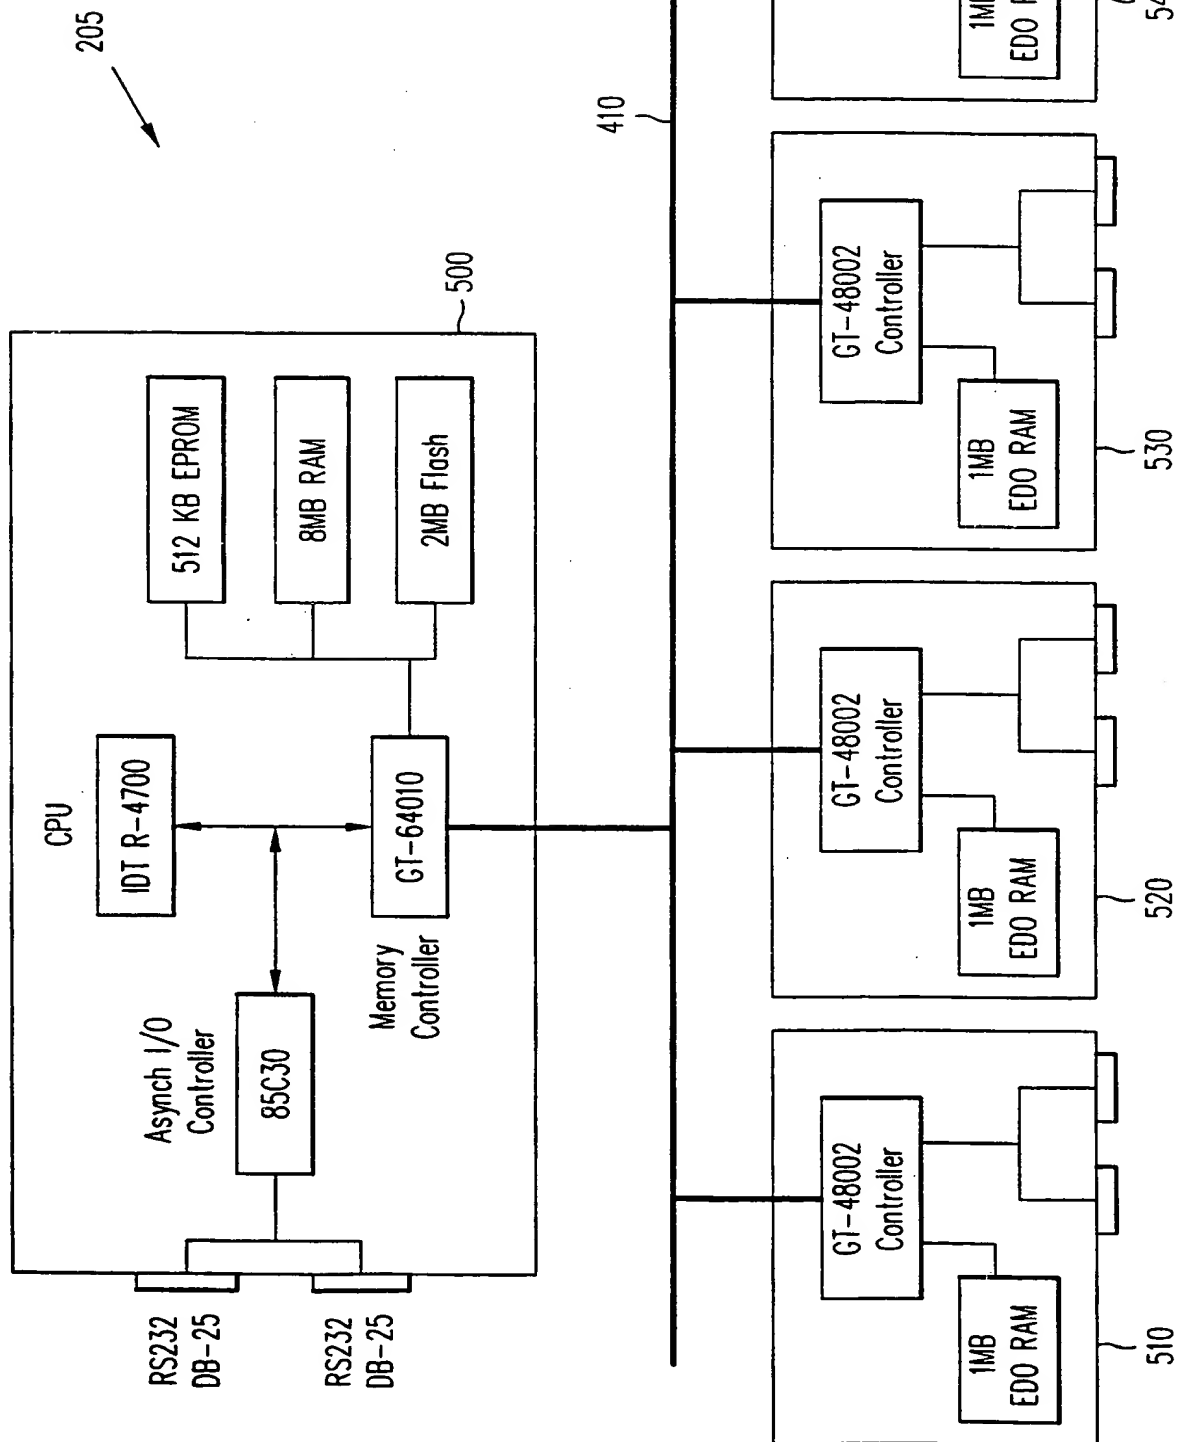 205
500
CPU
IDT R-4700
512 KB EPROM
8MB RAM
2MB Flash
GT-64010
Memory
Controller
Asynch I/O
Controller
85C30
RS232
DB-25
RS232
DB-25
410
GT-48002
Controller
1MB
EDO RAM
510
GT-48002
Controller
1MB
EDO RAM
520
GT-48002
Controller
1MB
EDO RAM
530
EDO